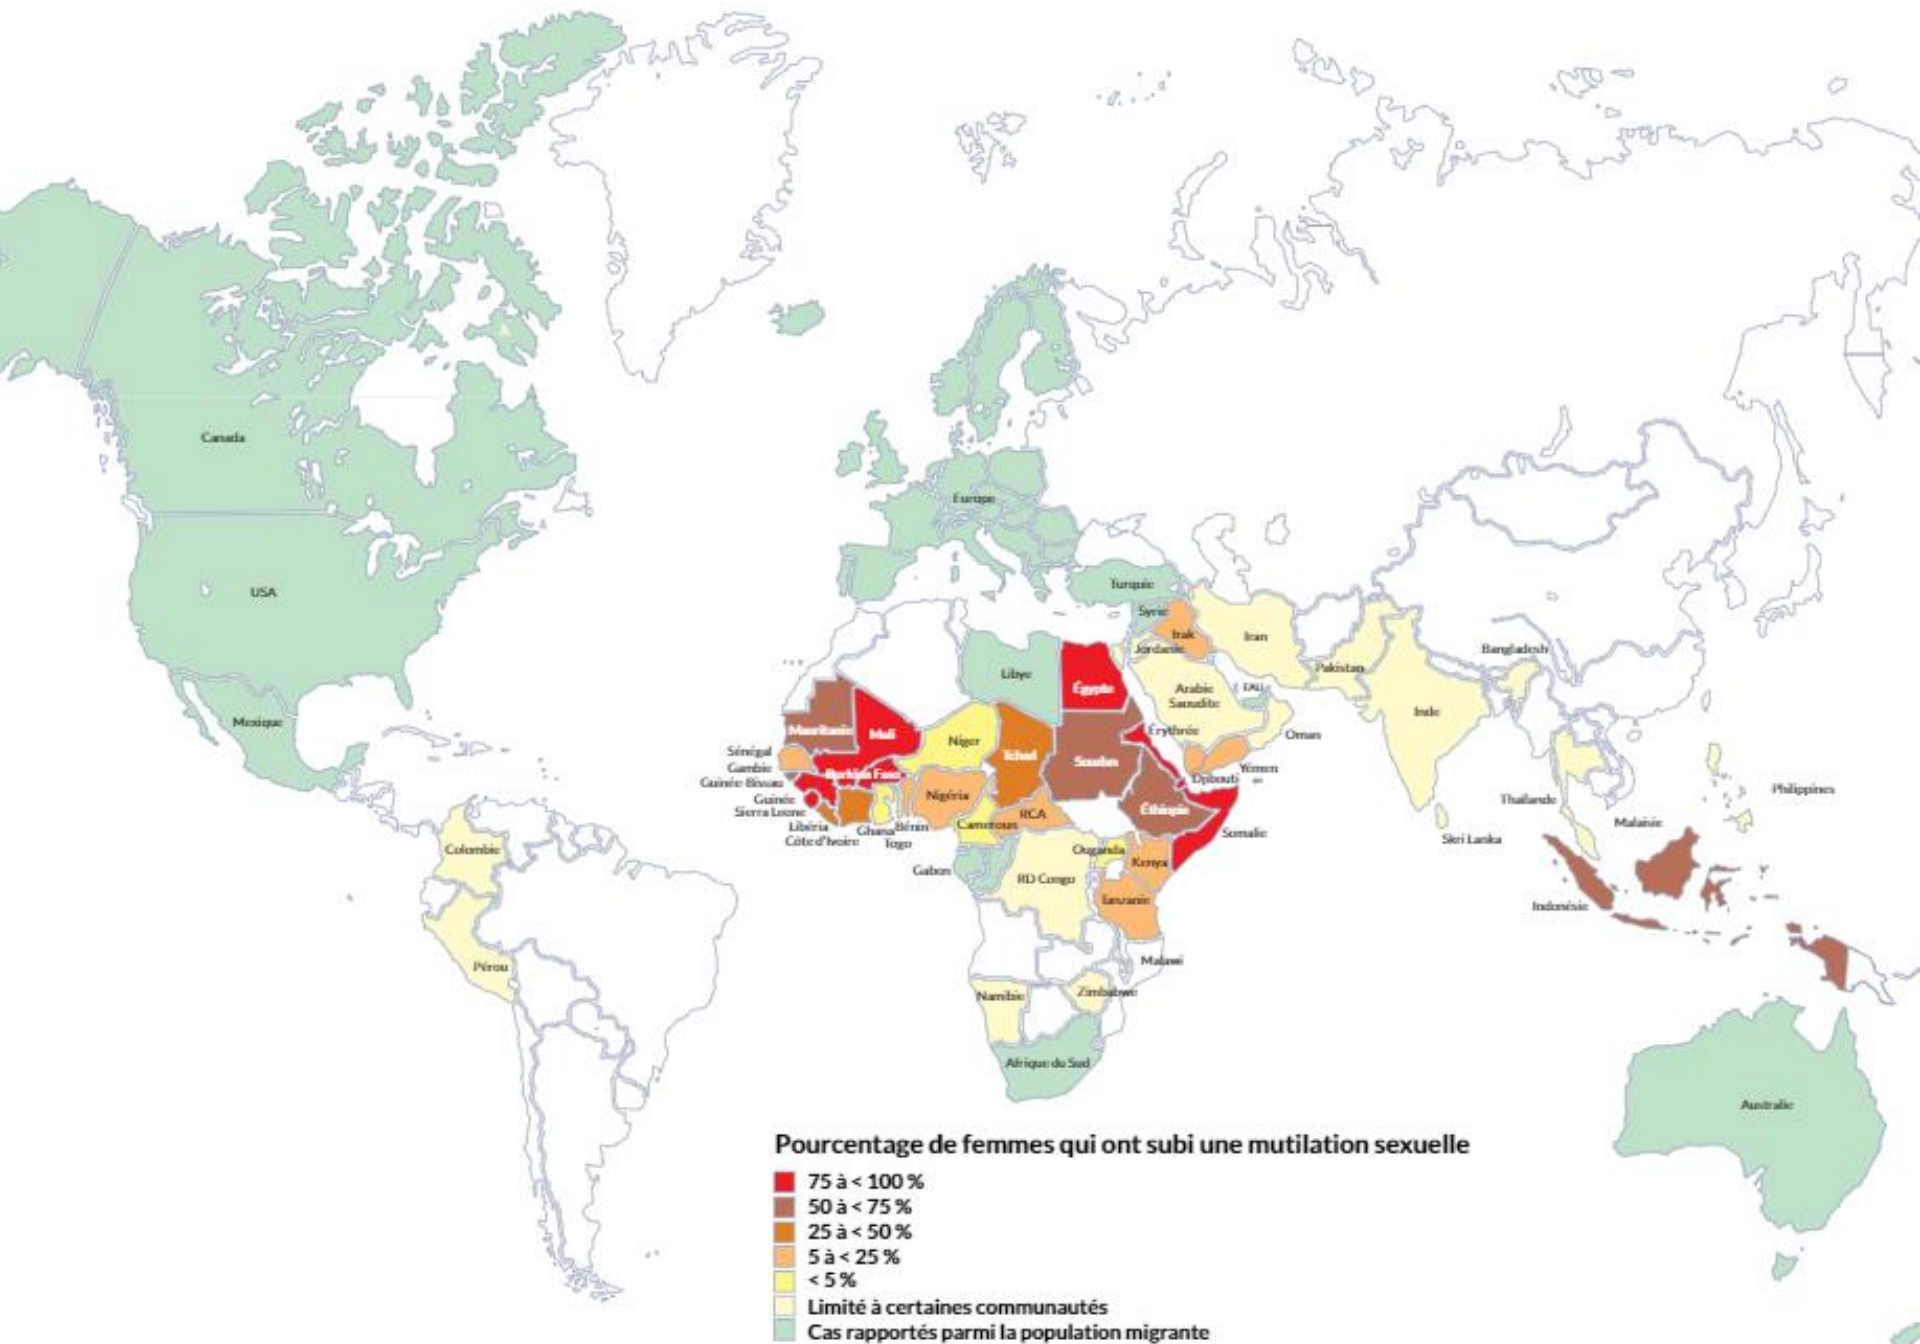 Canada
USA
Mexique
Colombie
Pérou
Europe
Turquie
Syrie
Irak
Jordanie
Iran
Pakistan
Bangladesh
Inde
Arabie
Saoudite
EAU
Oman
Yémen
Libye
Égypte
Mauritanie
Mali
Niger
Tchad
Soudan
Érythrée
Djibouti
Sénégal
Gambie
Guinée-Bissau
Guinée
Sierra Leone
Libéria
Côte d'Ivoire
Burkina Faso
Ghana
Togo
Bénin
Nigéria
Cameroun
RCA
Éthiopie
Somalie
Ouganda
Kenya
Gabon
RD Congo
Tanzanie
Malawi
Namibie
Zimbabwe
Afrique du Sud
Skri Lanka
Thaïlande
Malaisie
Philippines
Indonésie
Australie
Pourcentage de femmes qui ont subi une mutilation sexuelle
75 à < 100 %
50 à < 75 %
25 à < 50 %
5 à < 25 %
< 5 %
Limité à certaines communautés
Cas rapportés parmi la population migrante